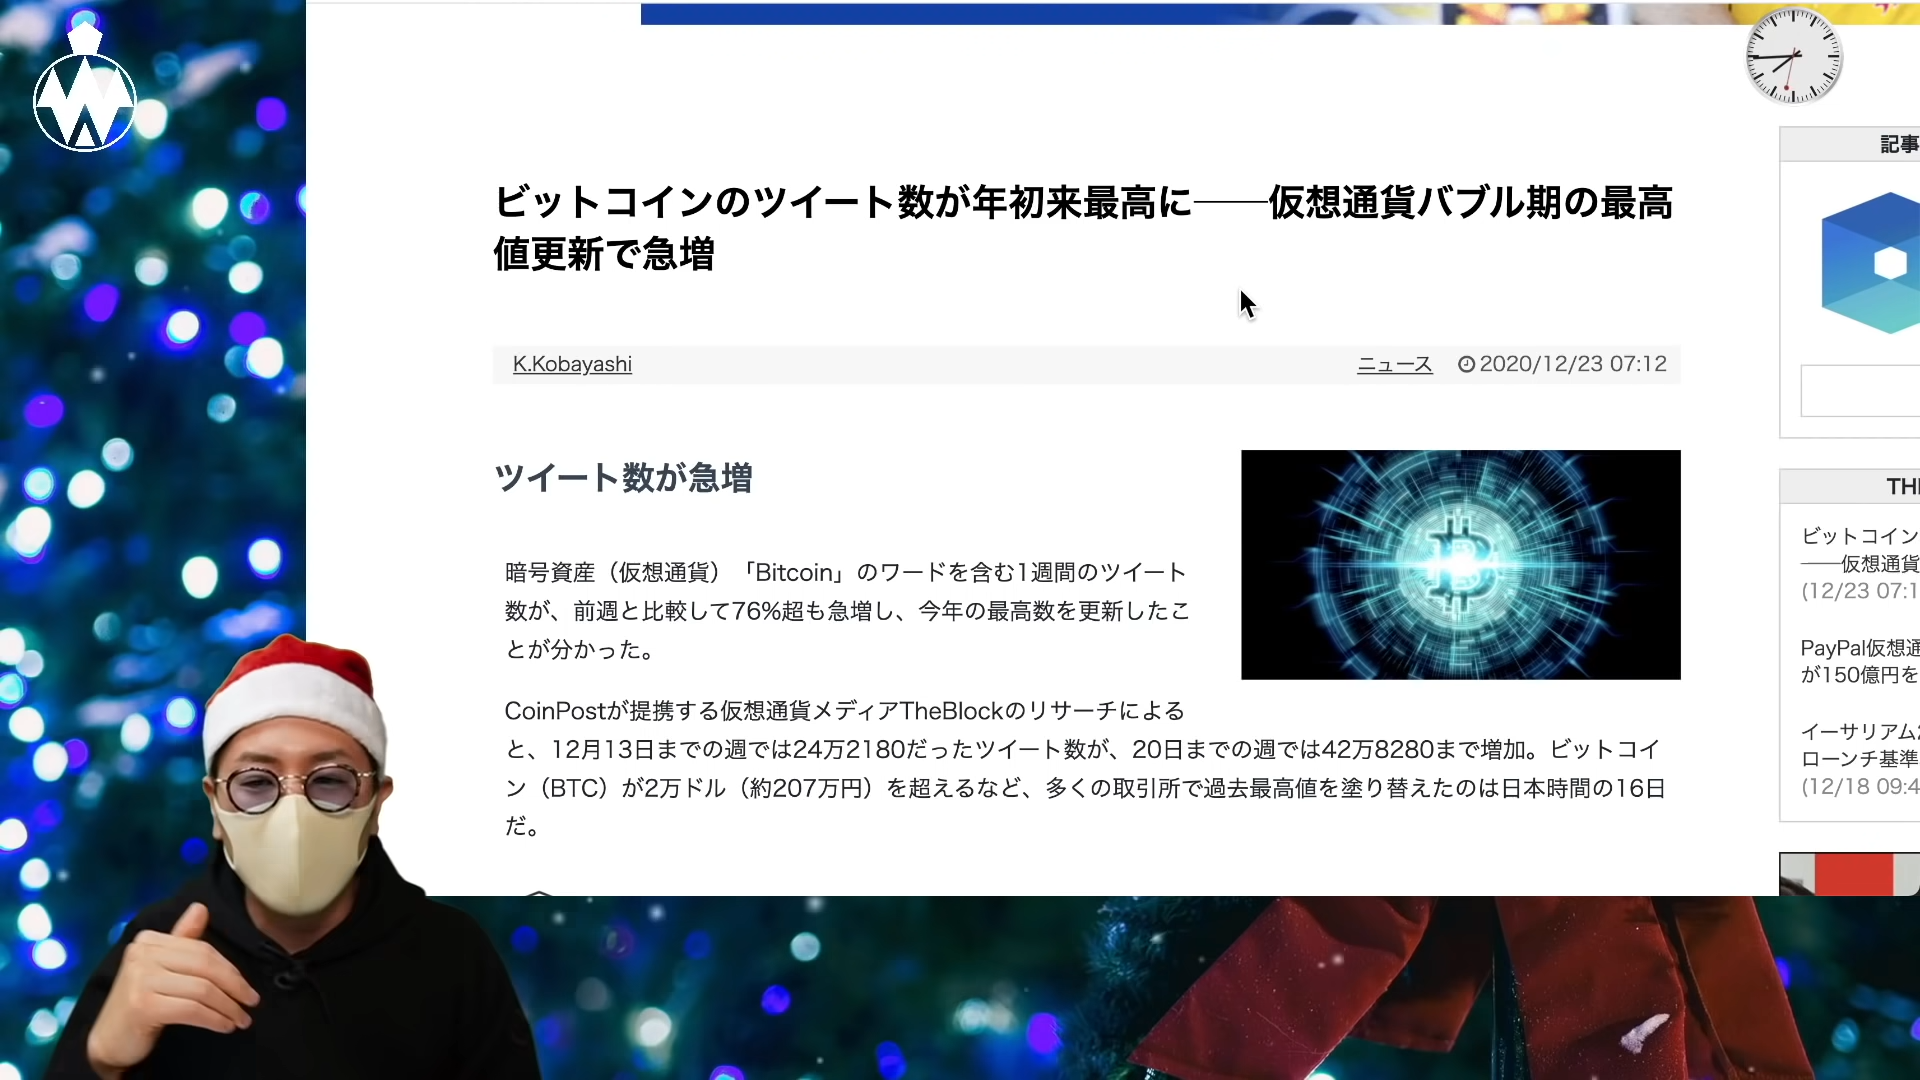 ビットコインのツイート数が年初来最高に──仮想通貨バブル期の最高
値更新で急増
K.Kobayashi
ニュース
2020/12/23 07:12
ツイート数が急増
暗号資産（仮想通貨）「Bitcoin」のワードを含む1週間のツイート
数が、前週と比較して76%超も急増し、今年の最高数を更新したこ
とが分かった。
CoinPostが提携する仮想通貨メディアTheBlockのリサーチによる
と、12月13日までの週では24万2180だったツイート数が、20日までの週では42万8280まで増加。ビットコイ
ン（BTC）が2万ドル（約207万円）を超えるなど、多くの取引所で過去最高値を塗り替えたのは日本時間の16日
だ。
記事
THE
ビットコイン
──仮想通貨
(12/23 07:1
PayPal仮想通
が150億円を
イーサリアム2
ローンチ基準
(12/18 09:4